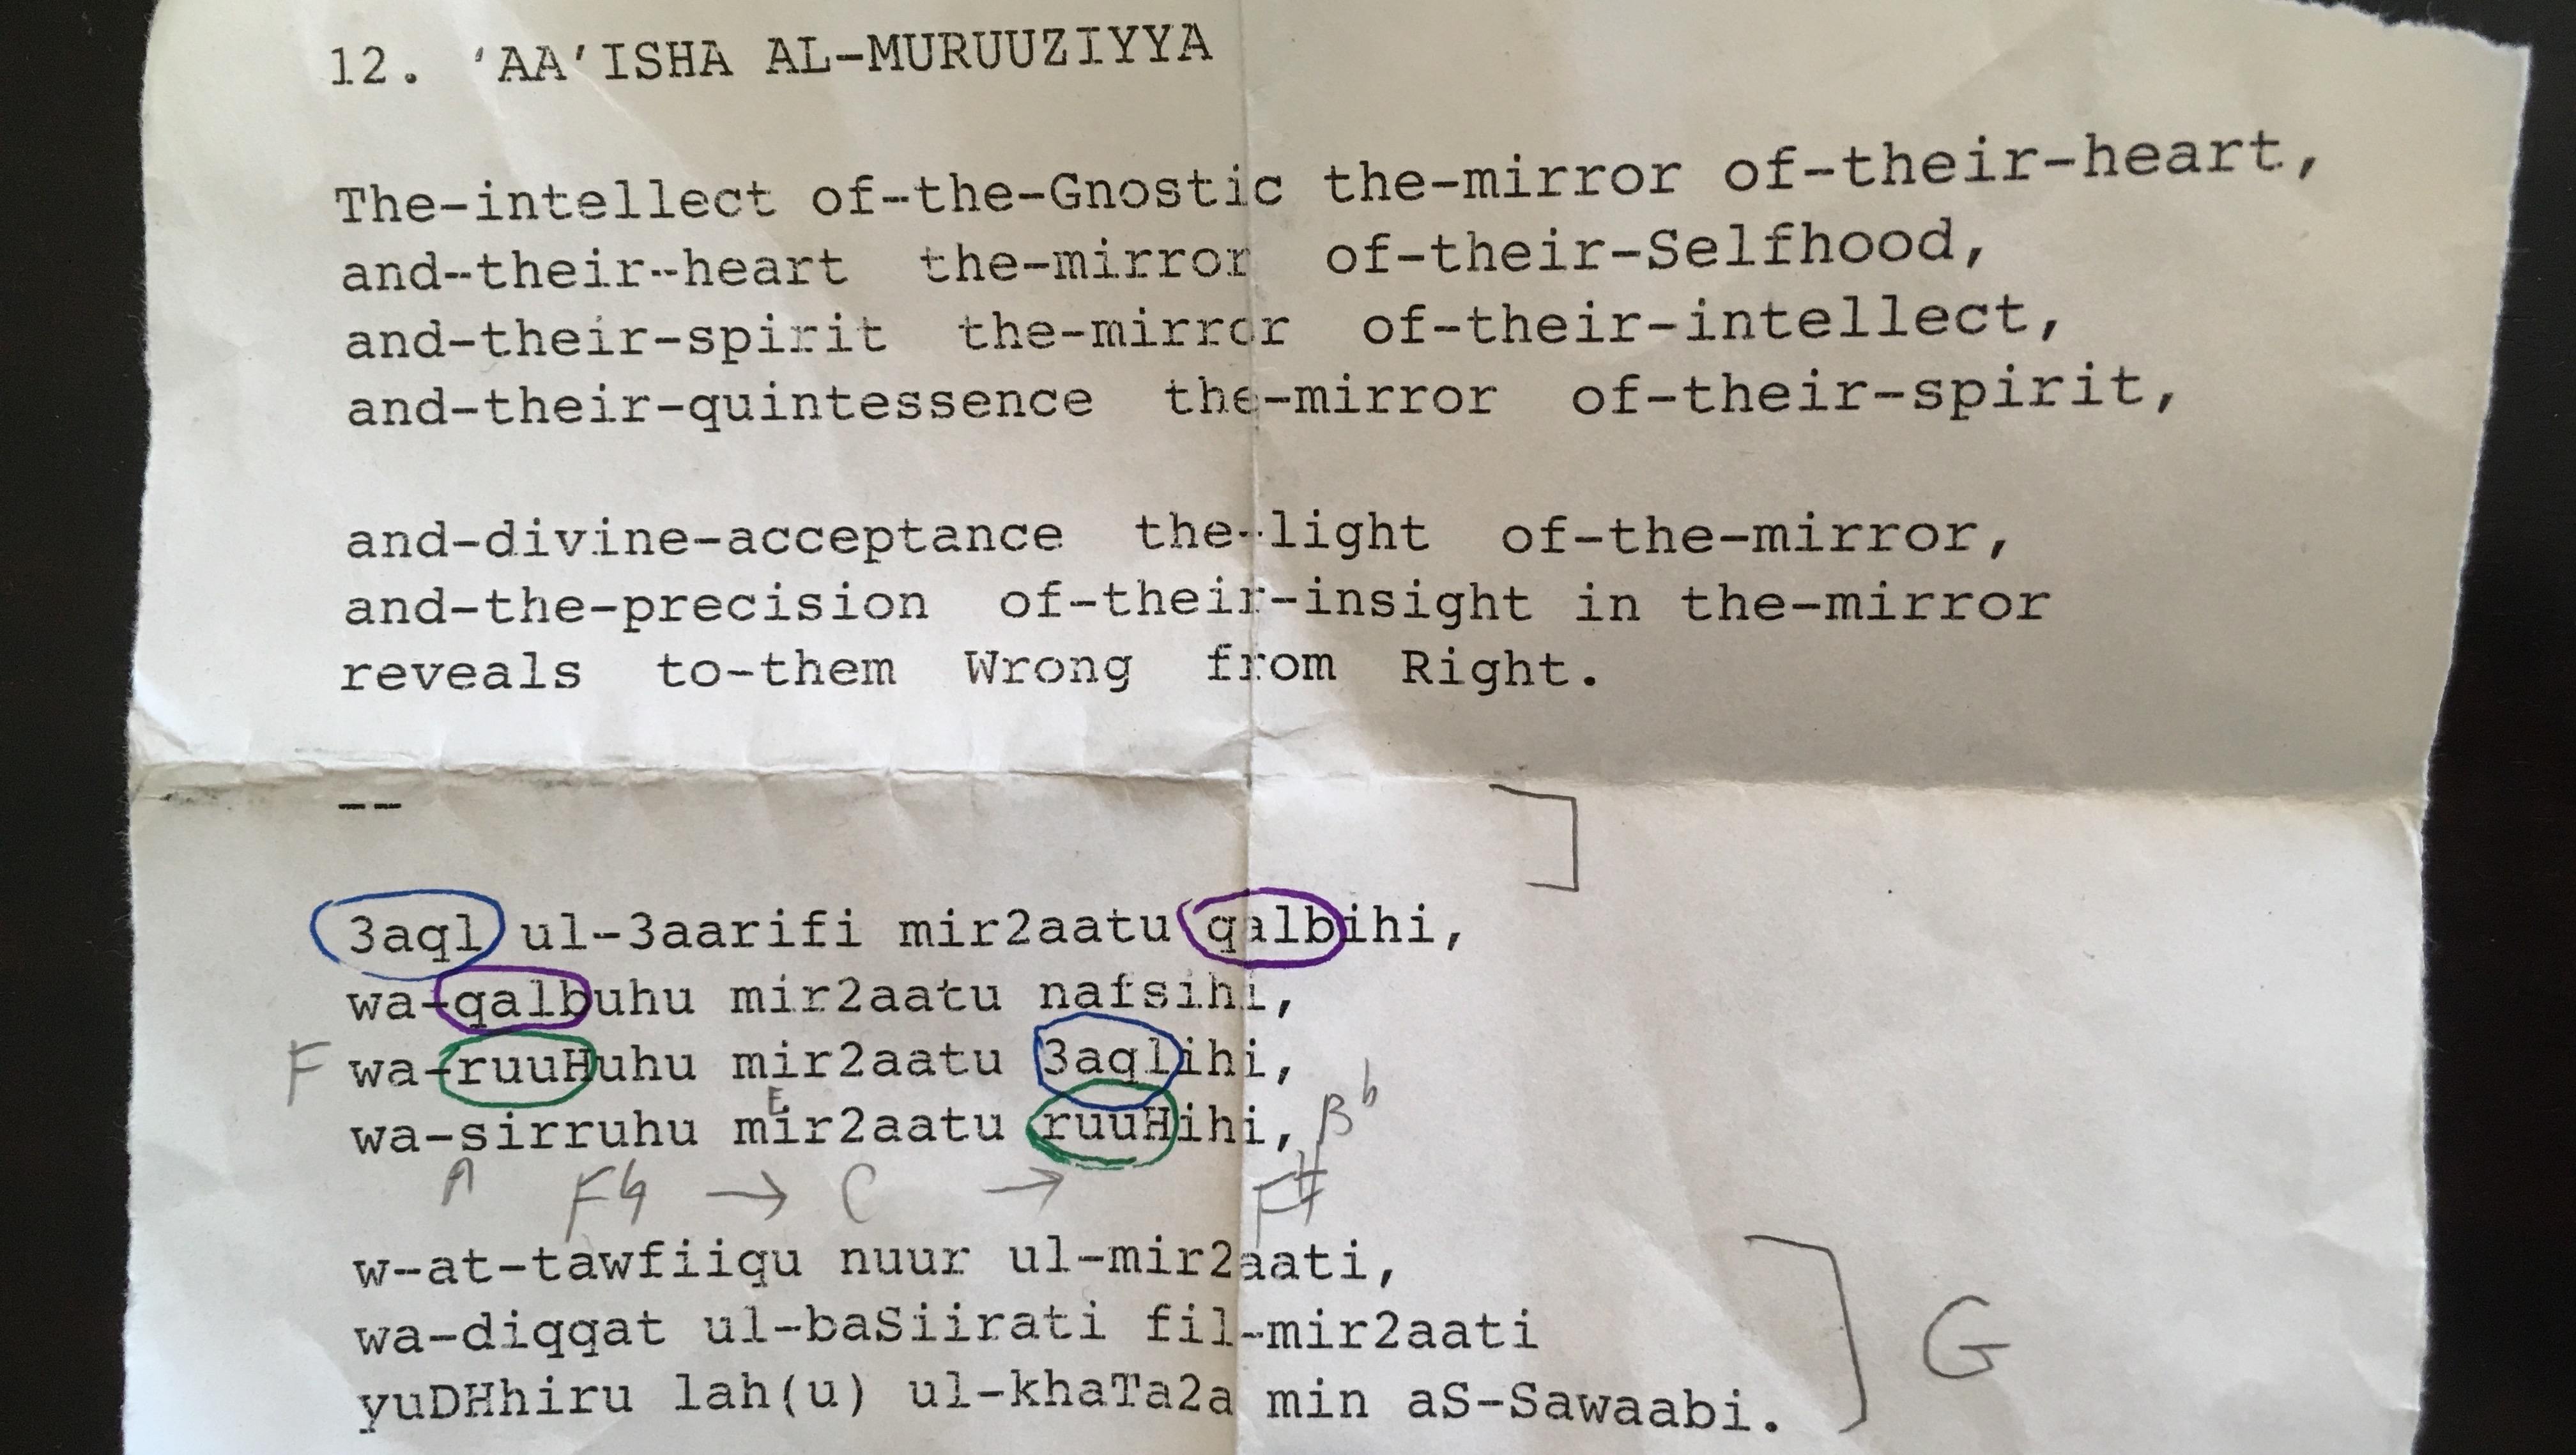 12. 'AA'ISHA AL-MURUUZIYYA
The-intellect of-the-Gnostic the-mirror of-their-heart,
and-their-heart the-mirror of-their-Selfhood,
and-their-spirit the-mirror of-their-intellect,
and-their-quintessence the-mirror of-their-spirit,
and-divine-acceptance the-light of-the-mirror,
and-the-precision of-their-insight in the-mirror
reveals to-them Wrong from Right.
--
3aql ul-3aarifi mir2aatu qalbihi,
wa-qalbuhu mir2aatu nafsihi,
F wa-ruuHuhu mir2aatu 3aqlihi,
E
wa-sirruhu mir2aatu ruuHihi, Bb
A F♮ → C → F#
w-at-tawfiiqu nuur ul-mir2aati,
wa-diqqat ul-baSiirati fil-mir2aati G
yuDHhiru lah(u) ul-khaTa2a min aS-Sawaabi.